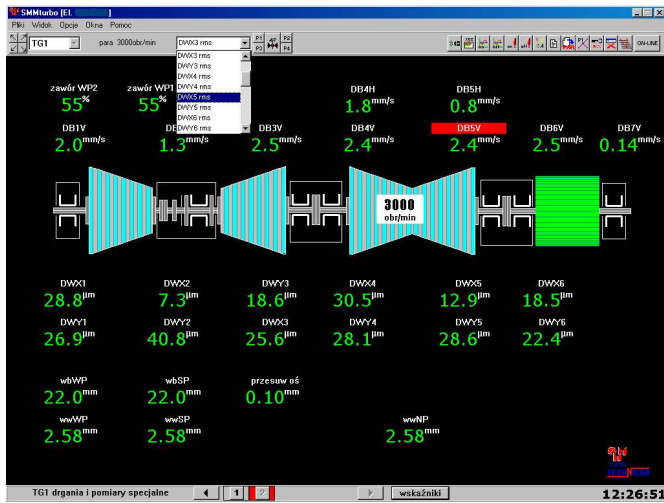 SMMturbo [El. ]
Pliki Widok Opcje Okna Pomoc
TG1 para 3000obr/min DWX3 rms P1 4P P2 P3 P4 ON-LINE
DWX3 rms
DWY3 rms
DWX4 rms
DWY4 rms
DWX5 rms
DWY5 rms
DWX6 rms
DWY6 rms
zawór WP2 zawór WP1 DB4H DB5H
55% 55% 1.8mm/s 0.8mm/s
DB1V DB3V DB4V DB5V DB6V DB7V
2.0mm/s 1.3mm/s 2.5mm/s 2.4mm/s 2.4mm/s 2.5mm/s 0.14mm/s
3000
obr/min
DWX1 DWX2 DWY3 DWX4 DWX5 DWX6
28.8µm 7.3µm 18.6µm 30.5µm 12.9µm 18.5µm
DWY1 DWY2 DWX3 DWY4 DWY5 DWY6
26.9µm 40.8µm 25.6µm 28.1µm 28.6µm 22.4µm
wbWP wbSP przesuw oś
22.0mm 22.0mm 0.10mm
wwWP wwSP wwNP
2.58mm 2.58mm 2.58mm
TG1 drgania i pomiary specjalne 1 2 wskaźniki 12:26:51